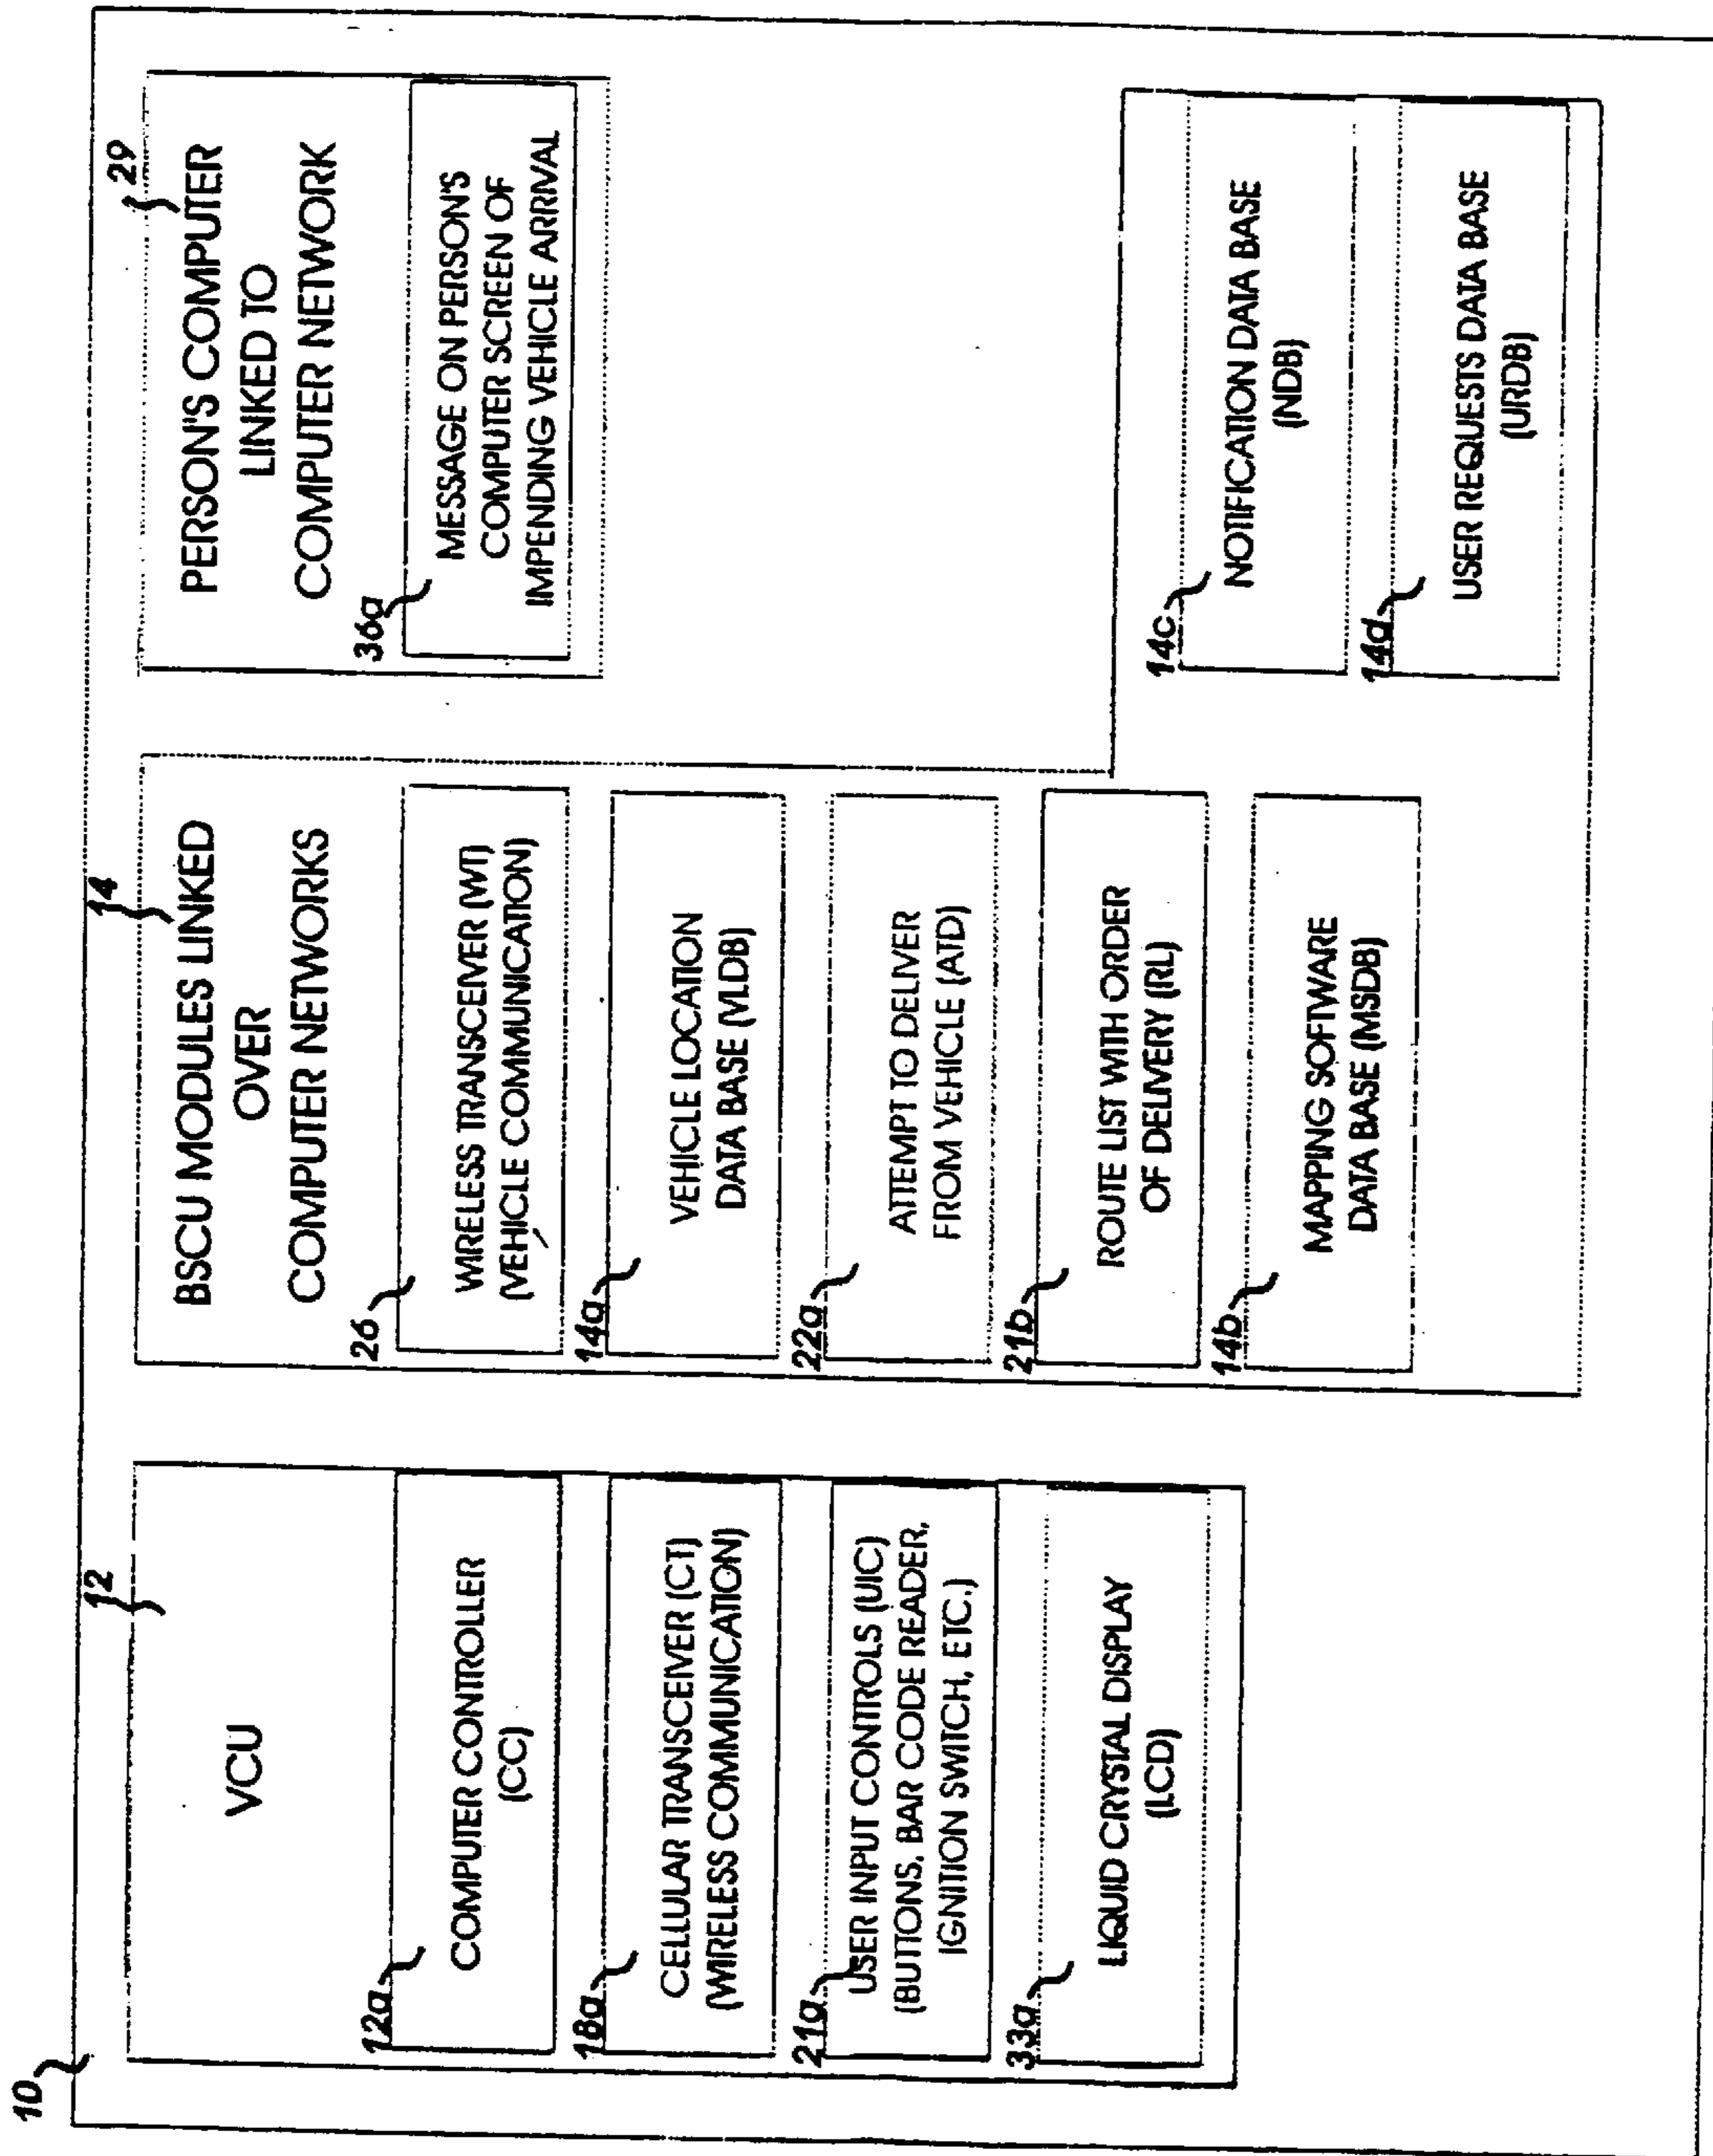 10
12
VCU
12a
COMPUTER CONTROLLER
(CC)
18a
CELLULAR TRANSCEIVER (CT)
(WIRELESS COMMUNICATION)
21a
USER INPUT CONTROLS (UIC)
(BUTTONS, BAR CODE READER,
IGNITION SWITCH, ETC.)
33a
LIQUID CRYSTAL DISPLAY
(LCD)
14
BSCU MODULES LINKED
OVER
COMPUTER NETWORKS
26
WIRELESS TRANSCEIVER (WT)
(VEHICLE COMMUNICATION)
14a
VEHICLE LOCATION
DATA BASE (VLDB)
22a
ATTEMPT TO DELIVER
FROM VEHICLE (ATD)
21b
ROUTE LIST WITH ORDER
OF DELIVERY (RL)
14b
MAPPING SOFTWARE
DATA BASE (MSDB)
29
PERSON'S COMPUTER
LINKED TO
COMPUTER NETWORK
36a
MESSAGE ON PERSON'S
COMPUTER SCREEN OF
IMPENDING VEHICLE ARRIVAL
14c
NOTIFICATION DATA BASE
(NDB)
14d
USER REQUESTS DATA BASE
(URDB)